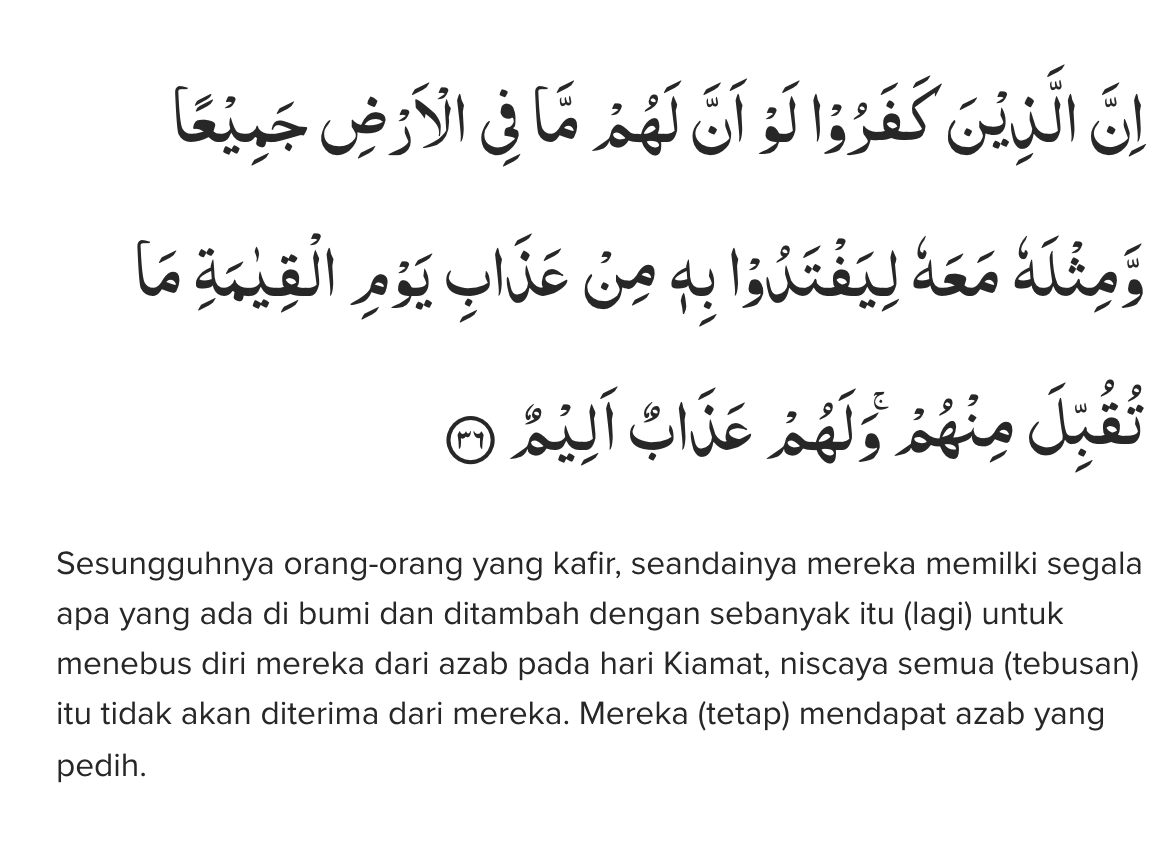 اِنَّ الَّذِيْنَ كَفَرُوْا لَوْ اَنَّ لَهُمْ مَّا فِى الْاَرْضِ جَمِيْعًا
وَّمِثْلَهٗ مَعَهٗ لِيَفْتَدُوْا بِهٖ مِنْ عَذَابِ يَوْمِ الْقِيٰمَةِ مَا
تُقُبِّلَ مِنْهُمْ ۚ وَلَهُمْ عَذَابٌ اَلِيْمٌ ٣٦
Sesungguhnya orang-orang yang kafir, seandainya mereka memilki segala
apa yang ada di bumi dan ditambah dengan sebanyak itu (lagi) untuk
menebus diri mereka dari azab pada hari Kiamat, niscaya semua (tebusan)
itu tidak akan diterima dari mereka. Mereka (tetap) mendapat azab yang
pedih.